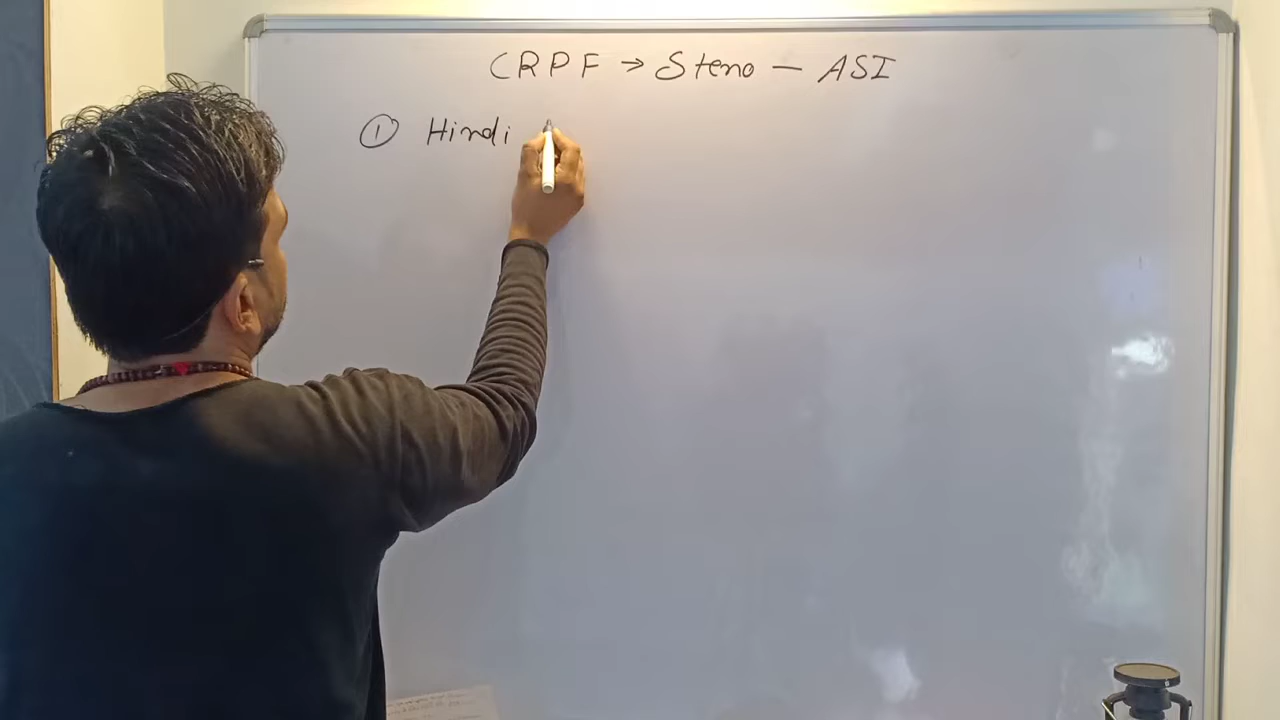 CRPF → Steno — ASI
① Hindi